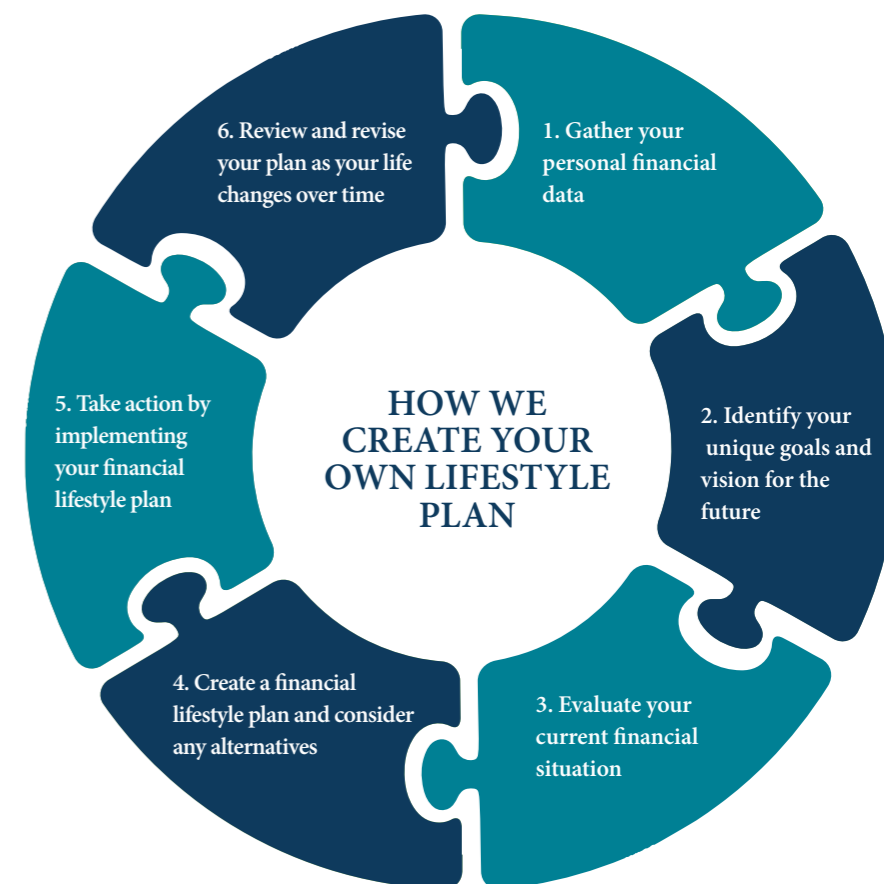 HOW WE
CREATE YOUR
OWN LIFESTYLE
PLAN
1. Gather your
personal financial
data
2. Identify your
unique goals and
vision for the
future
3. Evaluate your
current financial
situation
4. Create a financial
lifestyle plan and consider
any alternatives
5. Take action by
implementing
your financial
lifestyle plan
6. Review and revise
your plan as your life
changes over time